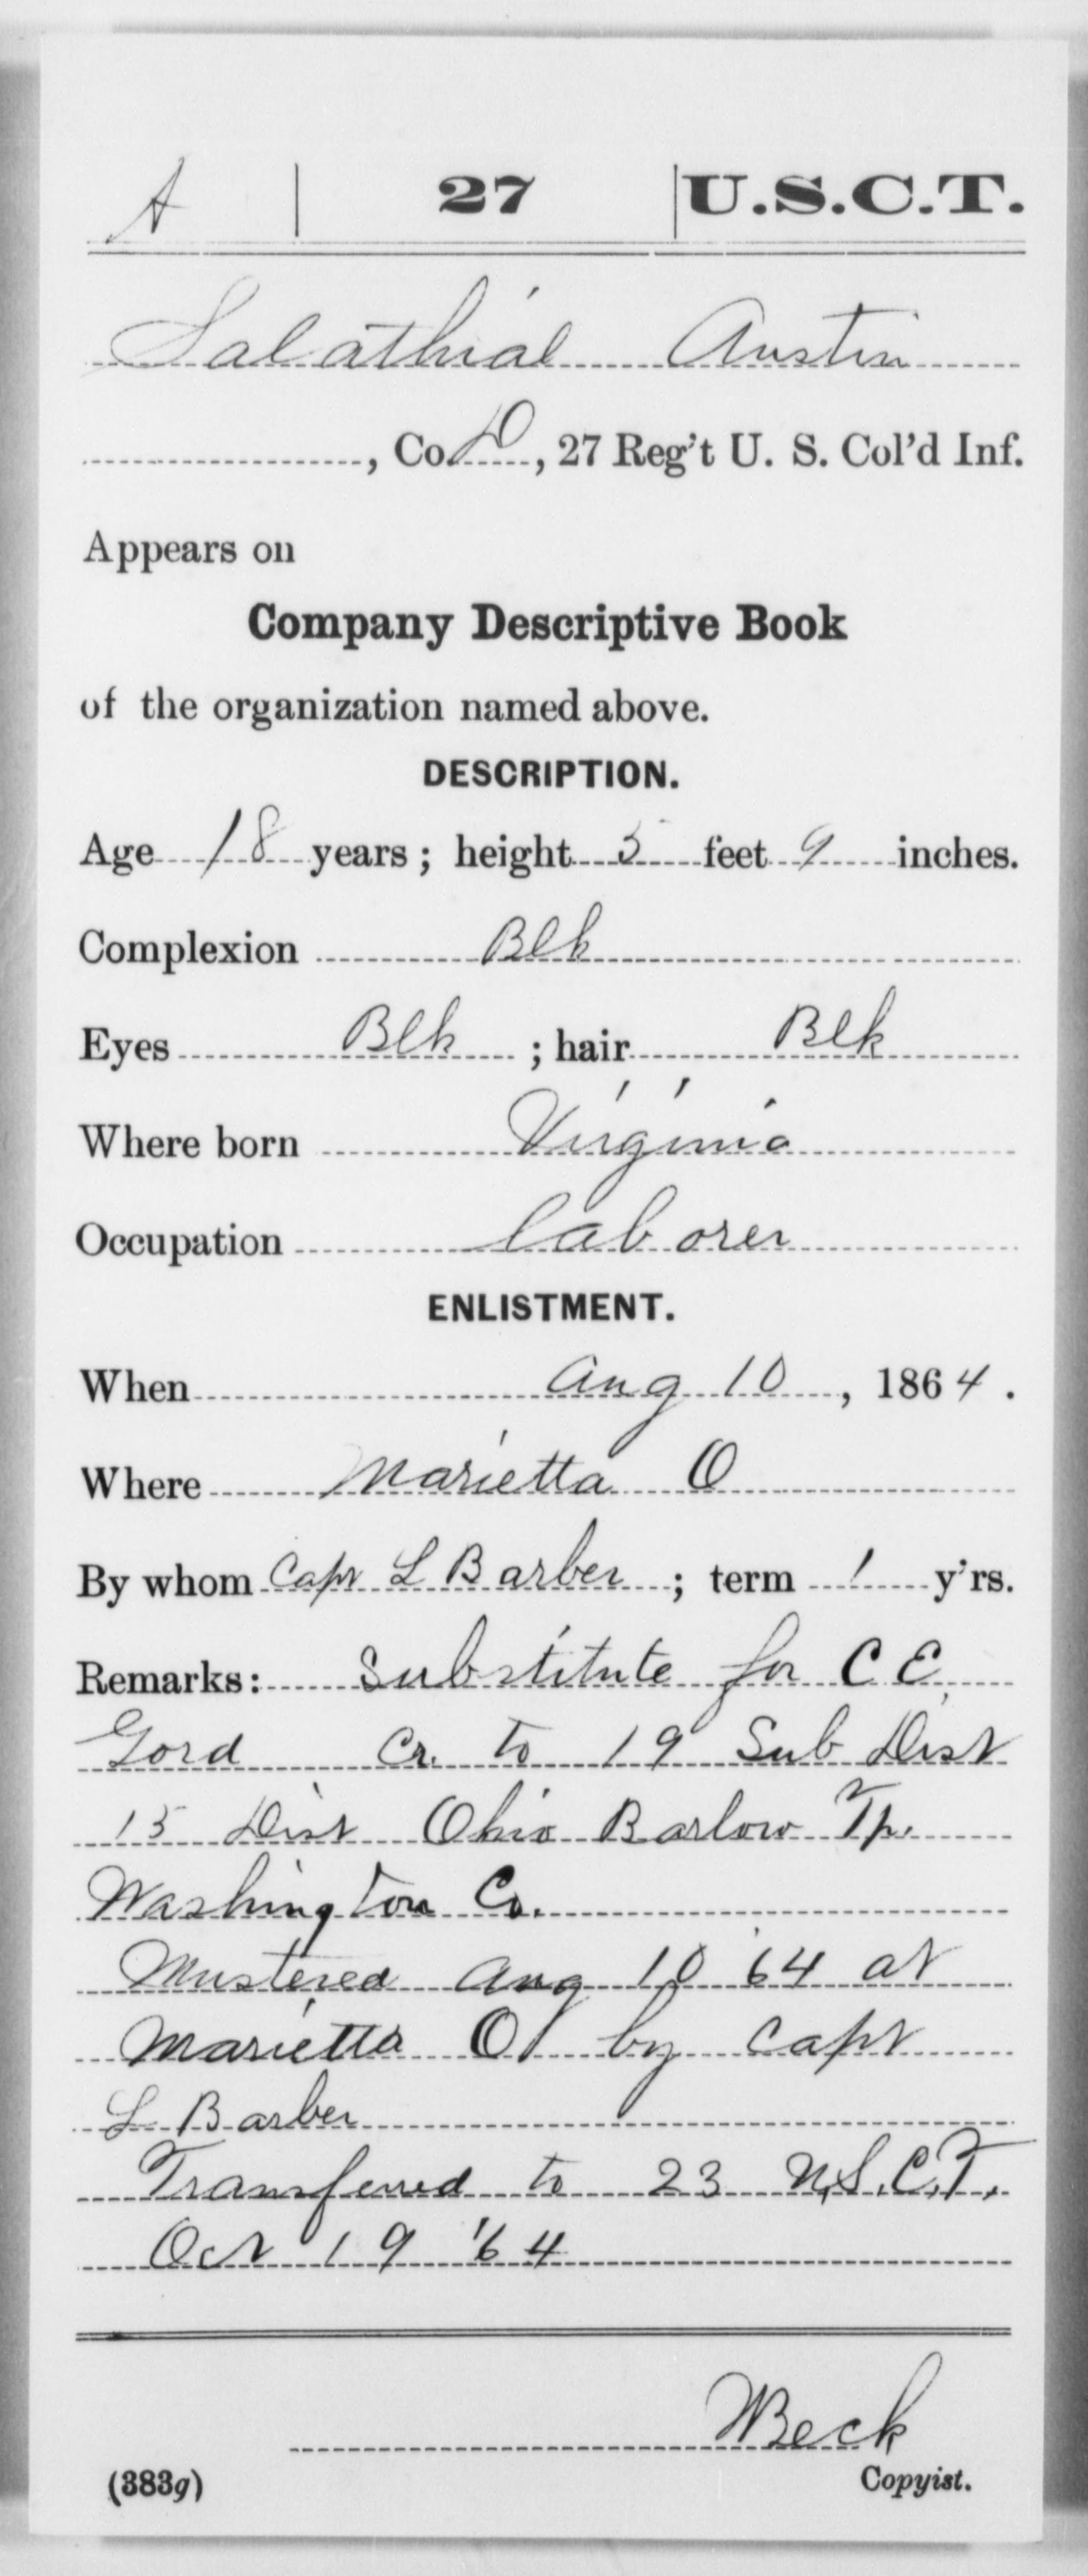 A | 27 | U.S.C.T.
Salathial Austin
, Co. D, 27 Reg't U. S. Col'd Inf.
Appears on
Company Descriptive Book
of the organization named above.
DESCRIPTION.
Age 18 years; height 5 feet 9 inches.
Complexion Blk
Eyes Blk; hair Blk
Where born Virginia
Occupation laborer
ENLISTMENT.
When Aug 10, 1864.
Where Marietta O
By whom Capt L Barber; term 1 y'rs.
Remarks: Substitute for C E
Gord Cr. to 19 Sub Dist
15 Dist Ohio Barlow Tp.
Washington Co.
Mustered Aug 10 64 at
Marietta O by Capt
L Barber
Transferred to 23 U.S.C.T.
Oct 19 '64
Beck
(383g) Copyist.